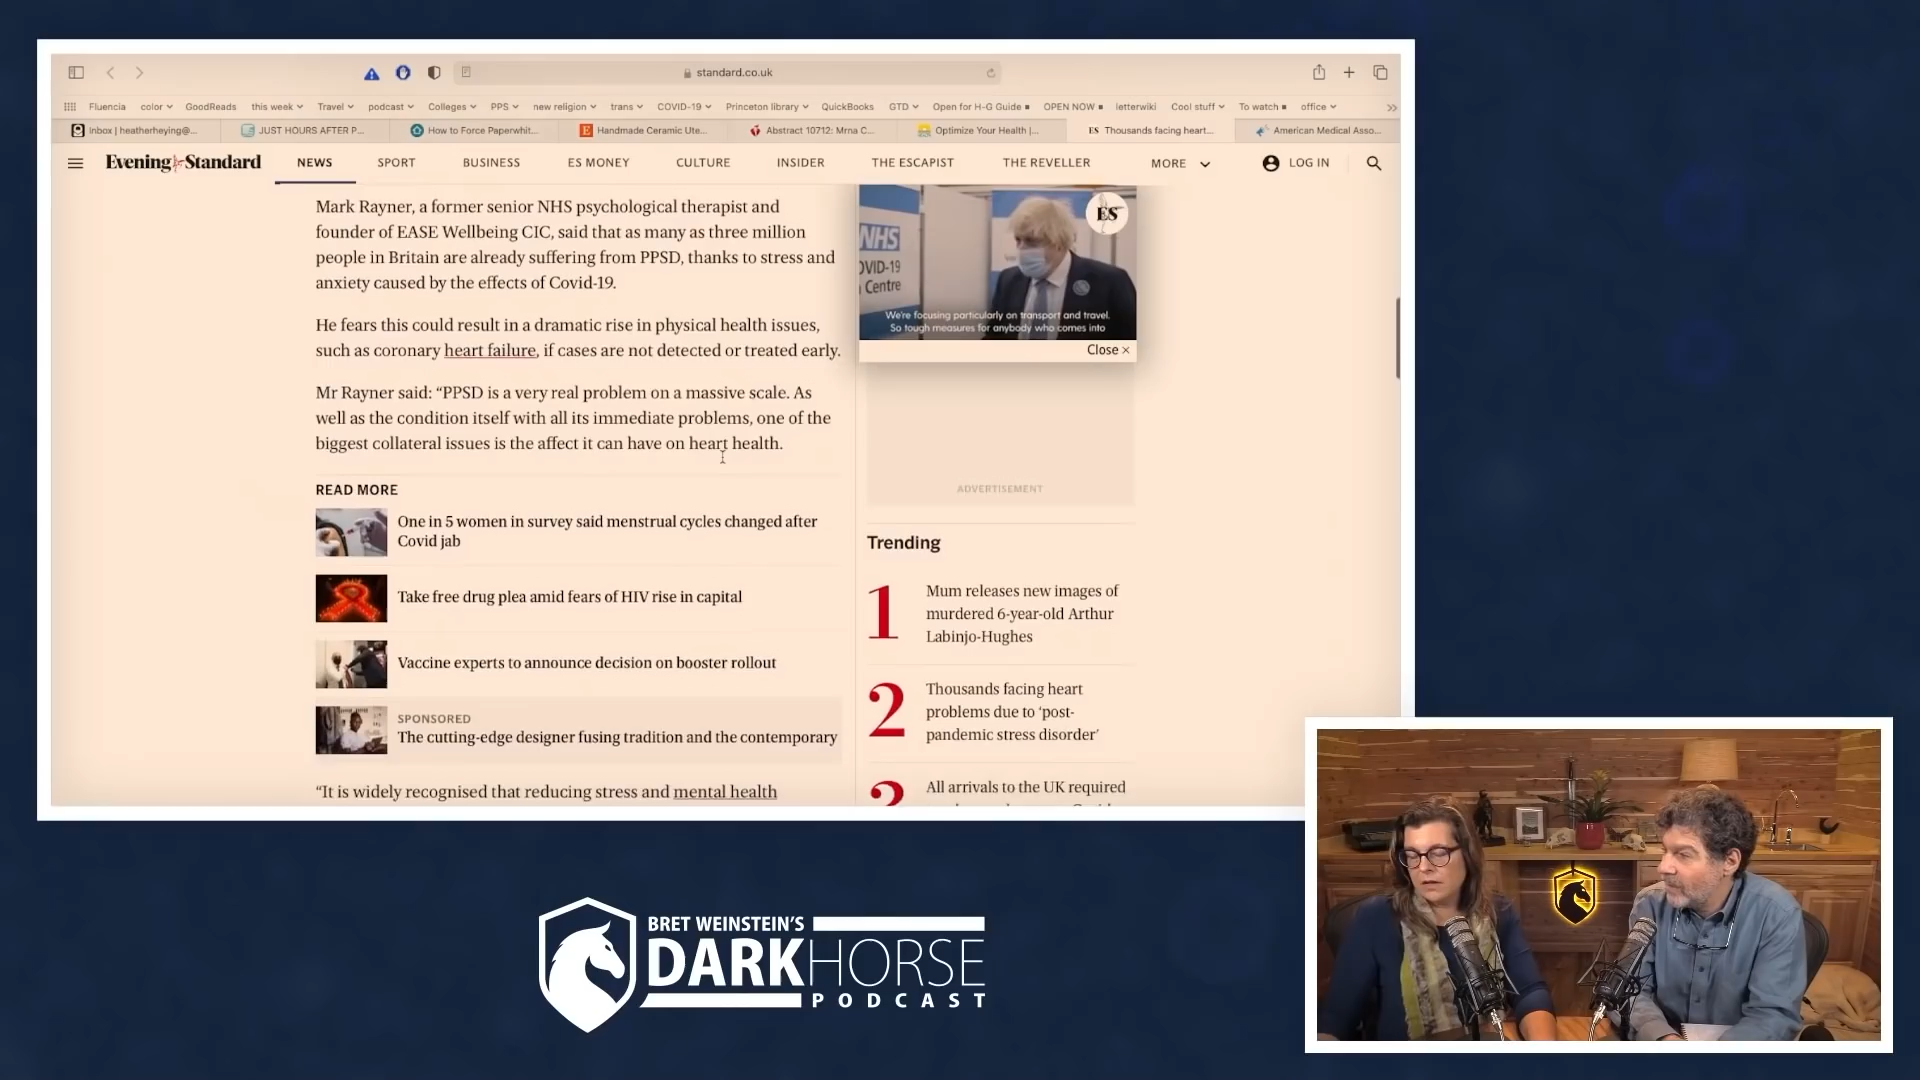 standard.co.uk
Fluencia color GoodReads this week Travel podcast Colleges PPS new religion trans COVID-19 Princeton library QuickBooks GTD Open for H-G Guide OPEN NOW letterwiki Cool stuff To watch office
Inbox | heatherheying@... JUST HOURS AFTER P... How to Force Paperwhit... Handmade Ceramic Ute... Abstract 10712: Mrna C... Optimize Your Health |... ES Thousands facing heart... American Medical Asso...
Evening Standard NEWS SPORT BUSINESS ES MONEY CULTURE INSIDER THE ESCAPIST THE REVELLER MORE LOG IN
Mark Rayner, a former senior NHS psychological therapist and
founder of EASE Wellbeing CIC, said that as many as three million
people in Britain are already suffering from PPSD, thanks to stress and
anxiety caused by the effects of Covid-19.
He fears this could result in a dramatic rise in physical health issues,
such as coronary heart failure, if cases are not detected or treated early.
Mr Rayner said: “PPSD is a very real problem on a massive scale. As
well as the condition itself with all its immediate problems, one of the
biggest collateral issues is the affect it can have on heart health.
READ MORE
One in 5 women in survey said menstrual cycles changed after
Covid jab
Take free drug plea amid fears of HIV rise in capital
Vaccine experts to announce decision on booster rollout
SPONSORED
The cutting-edge designer fusing tradition and the contemporary
“It is widely recognised that reducing stress and mental health
ES
NHS
OVID-19
Centre
We're focusing particularly on transport and travel.
So tough measures for anybody who comes into
Close ×
ADVERTISEMENT
Trending
1
Mum releases new images of
murdered 6-year-old Arthur
Labinjo-Hughes
2
Thousands facing heart
problems due to ‘post-
pandemic stress disorder’
3
All arrivals to the UK required
BRET WEINSTEIN'S
DARKHORSE
PODCAST